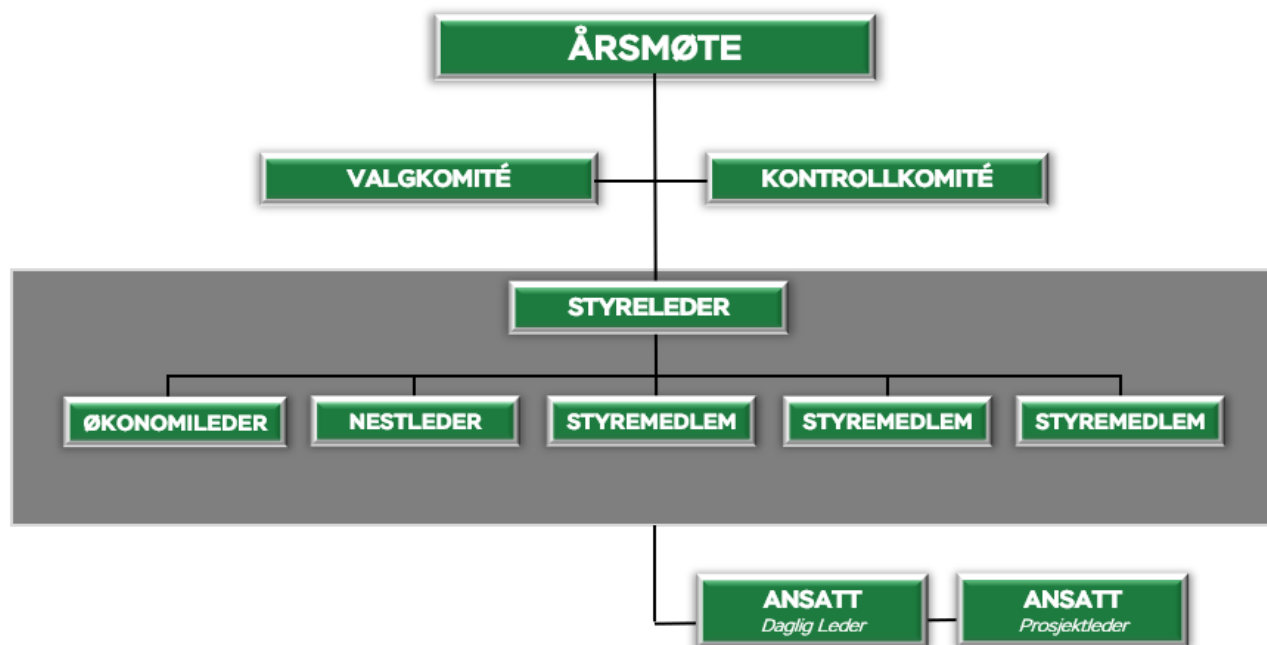 ÅRSMØTE
VALGKOMITÉ
KONTROLLKOMITÉ
STYRELEDER
ØKONOMILEDER
NESTLEDER
STYREMEDLEM
STYREMEDLEM
STYREMEDLEM
ANSATT
Daglig Leder
ANSATT
Prosjektleder